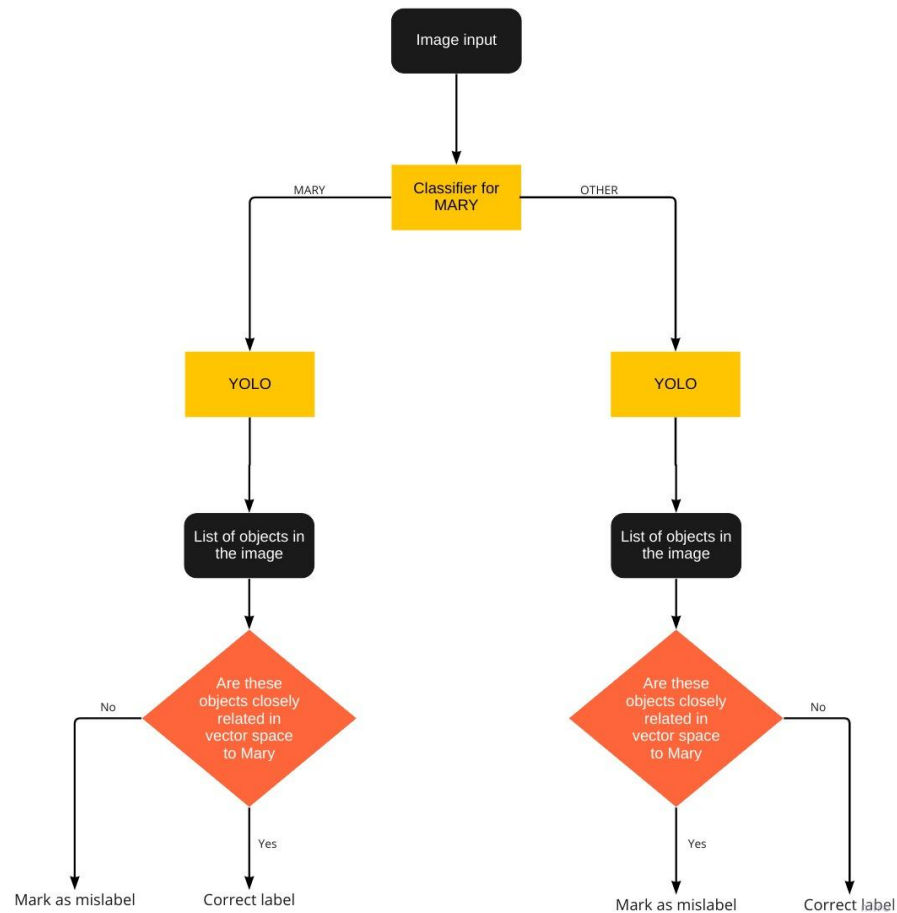 Image input
Classifier for
MARY
MARY
OTHER
YOLO
YOLO
List of objects in
the image
List of objects in
the image
Are these
objects closely
related in
vector space
to Mary
Are these
objects closely
related in
vector space
to Mary
No
No
Yes
Yes
Mark as mislabel
Correct label
Mark as mislabel
Correct label